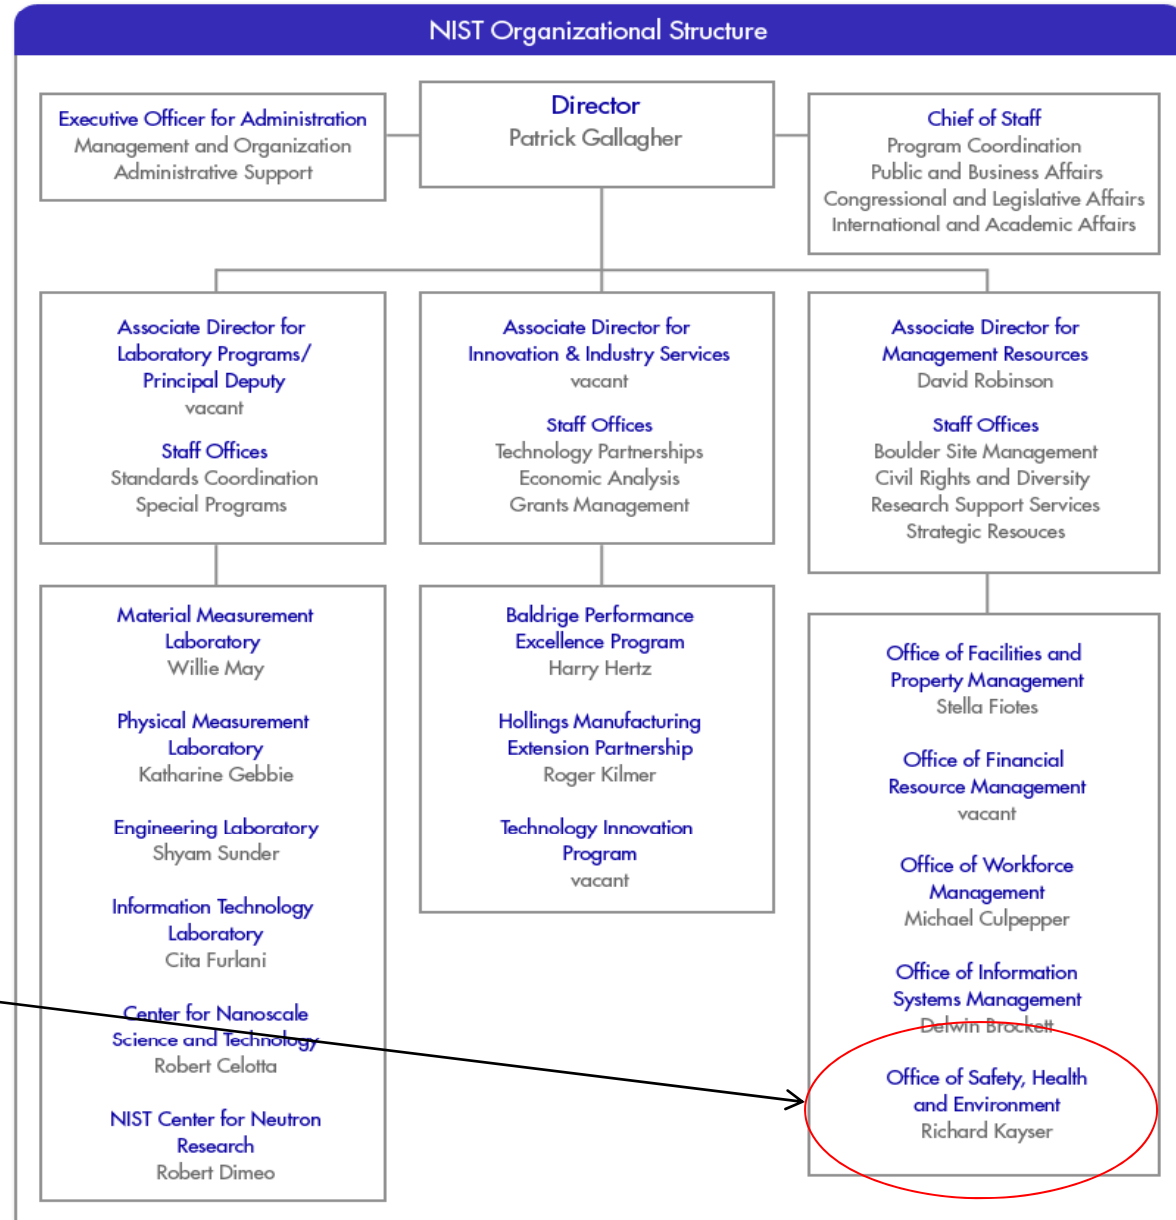 NIST Organizational Structure
Executive Officer for Administration
Management and Organization
Administrative Support
Director
Patrick Gallagher
Chief of Staff
Program Coordination
Public and Business Affairs
Congressional and Legislative Affairs
International and Academic Affairs
Associate Director for
Laboratory Programs/
Principal Deputy
vacant
Staff Offices
Standards Coordination
Special Programs
Associate Director for
Innovation & Industry Services
vacant
Staff Offices
Technology Partnerships
Economic Analysis
Grants Management
Associate Director for
Management Resources
David Robinson
Staff Offices
Boulder Site Management
Civil Rights and Diversity
Research Support Services
Strategic Resouces
Material Measurement
Laboratory
Willie May
Physical Measurement
Laboratory
Katharine Gebbie
Engineering Laboratory
Shyam Sunder
Information Technology
Laboratory
Cita Furlani
Center for Nanoscale
Science and Technology
Robert Celotta
NIST Center for Neutron
Research
Robert Dimeo
Baldrige Performance
Excellence Program
Harry Hertz
Hollings Manufacturing
Extension Partnership
Roger Kilmer
Technology Innovation
Program
vacant
Office of Facilities and
Property Management
Stella Fiotes
Office of Financial
Resource Management
vacant
Office of Workforce
Management
Michael Culpepper
Office of Information
Systems Management
Delwin Brockett
Office of Safety, Health
and Environment
Richard Kayser